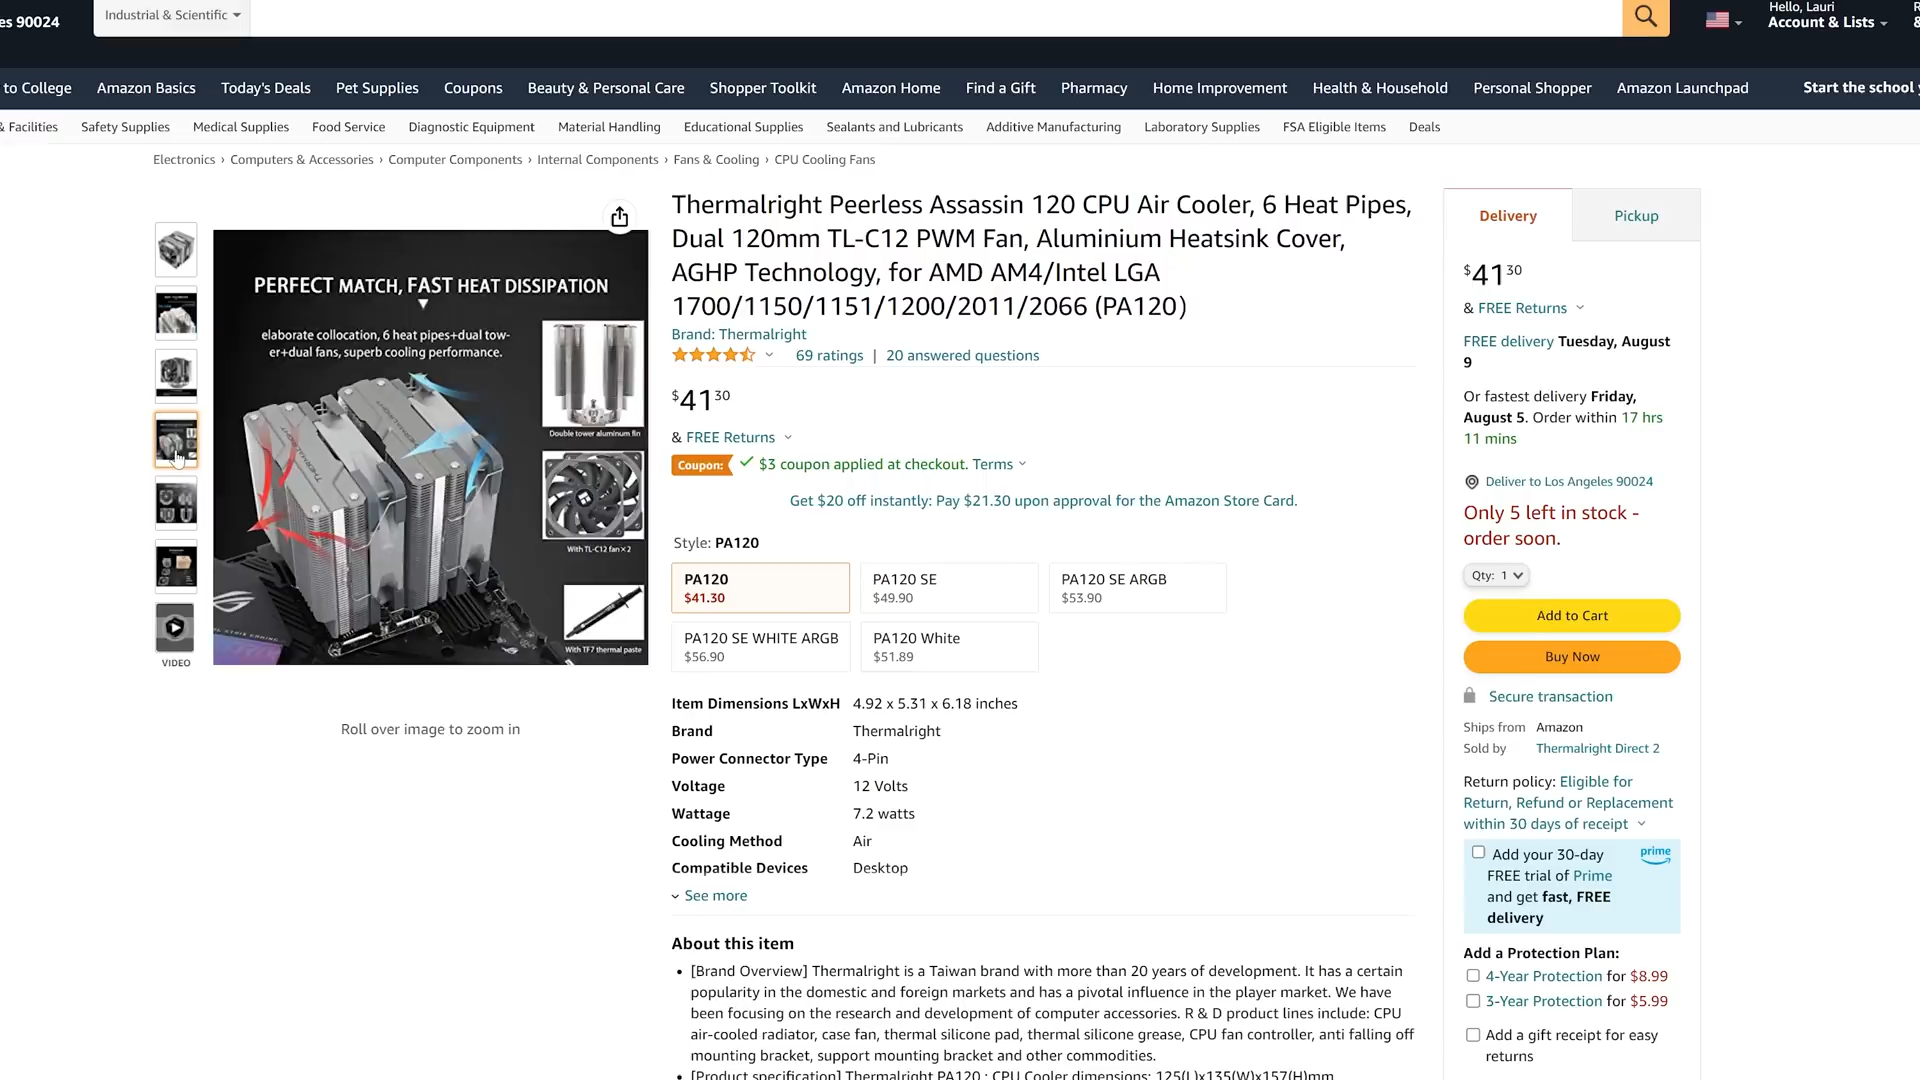 es 90024
Industrial & Scientific
Hello, Lauri
Account & Lists
to College
Amazon Basics
Today's Deals
Pet Supplies
Coupons
Beauty & Personal Care
Shopper Toolkit
Amazon Home
Find a Gift
Pharmacy
Home Improvement
Health & Household
Personal Shopper
Amazon Launchpad
Start the school
& Facilities
Safety Supplies
Medical Supplies
Food Service
Diagnostic Equipment
Material Handling
Educational Supplies
Sealants and Lubricants
Additive Manufacturing
Laboratory Supplies
FSA Eligible Items
Deals
Electronics › Computers & Accessories › Computer Components › Internal Components › Fans & Cooling › CPU Cooling Fans
VIDEO
PERFECT MATCH, FAST HEAT DISSIPATION
elaborate collocation, 6 heat pipes+dual tow-
er+dual fans, superb cooling performance.
Double tower aluminum fin
With TL-C12 fan×2
With TF7 thermal paste
Roll over image to zoom in
Thermalright Peerless Assassin 120 CPU Air Cooler, 6 Heat Pipes,
Dual 120mm TL-C12 PWM Fan, Aluminium Heatsink Cover,
AGHP Technology, for AMD AM4/Intel LGA
1700/1150/1151/1200/2011/2066 (PA120)
Brand: Thermalright
69 ratings | 20 answered questions
$41 30
& FREE Returns
Coupon: $3 coupon applied at checkout. Terms
Get $20 off instantly: Pay $21.30 upon approval for the Amazon Store Card.
Style: PA120
PA120
$41.30
PA120 SE
$49.90
PA120 SE ARGB
$53.90
PA120 SE WHITE ARGB
$56.90
PA120 White
$51.89
Item Dimensions LxWxH 4.92 x 5.31 x 6.18 inches
Brand Thermalright
Power Connector Type 4-Pin
Voltage 12 Volts
Wattage 7.2 watts
Cooling Method Air
Compatible Devices Desktop
See more
About this item
• [Brand Overview] Thermalright is a Taiwan brand with more than 20 years of development. It has a certain
popularity in the domestic and foreign markets and has a pivotal influence in the player market. We have
been focusing on the research and development of computer accessories. R & D product lines include: CPU
air-cooled radiator, case fan, thermal silicone pad, thermal silicone grease, CPU fan controller, anti falling off
mounting bracket, support mounting bracket and other commodities.
• [Product specification] Thermalright PA120 ; CPU Cooler dimensions: 125(L)x135(W)x157(H)mm
Delivery
Pickup
$41 30
& FREE Returns
FREE delivery Tuesday, August
9
Or fastest delivery Friday,
August 5. Order within 17 hrs
11 mins
Deliver to Los Angeles 90024
Only 5 left in stock -
order soon.
Qty: 1
Add to Cart
Buy Now
Secure transaction
Ships from Amazon
Sold by Thermalright Direct 2
Return policy: Eligible for
Return, Refund or Replacement
within 30 days of receipt
Add your 30-day
prime
FREE trial of Prime
and get fast, FREE
delivery
Add a Protection Plan:
4-Year Protection for $8.99
3-Year Protection for $5.99
Add a gift receipt for easy
returns